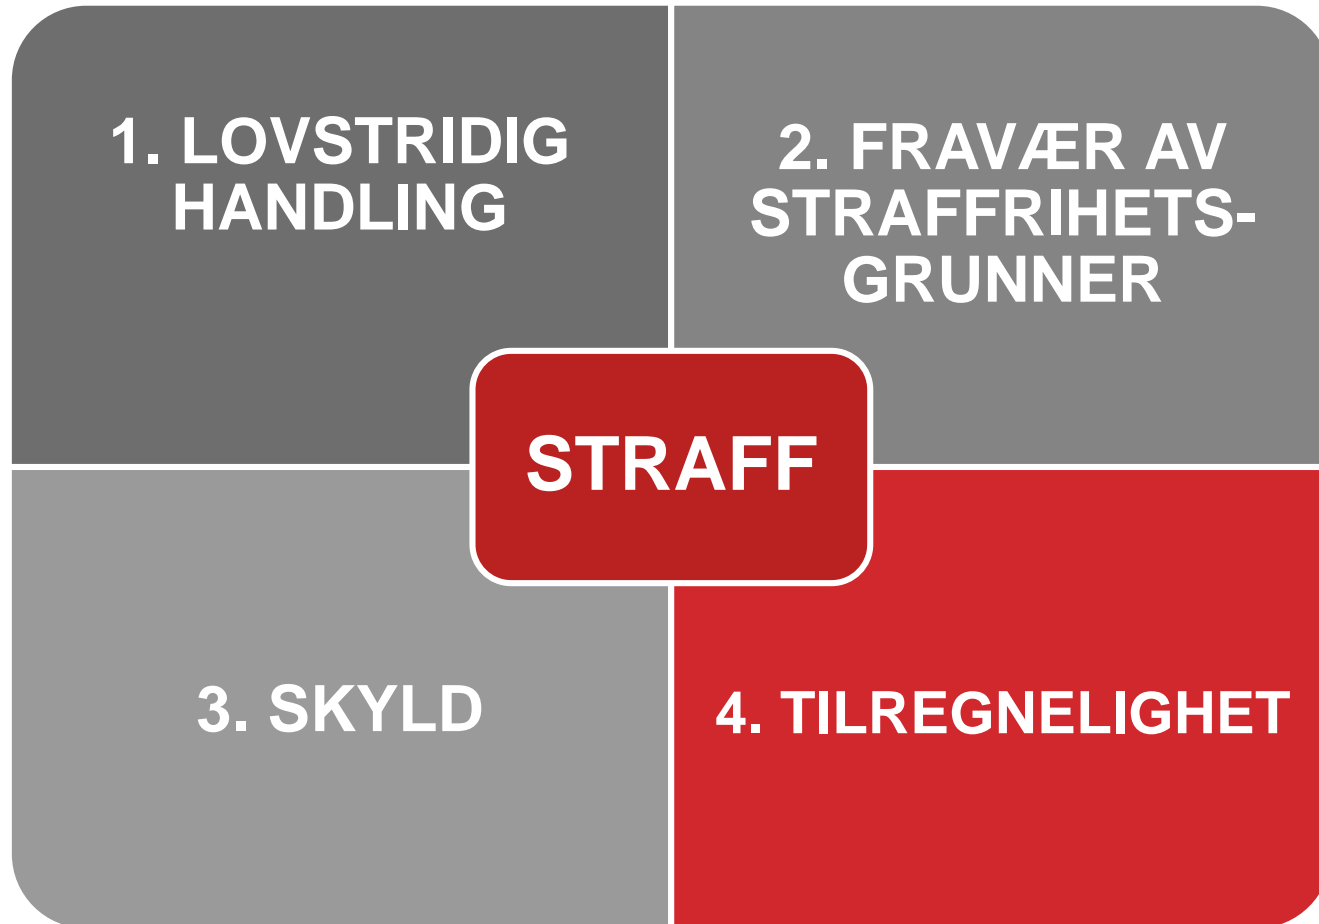 1. LOVSTRIDIG
HANDLING
2. FRAVÆR AV
STRAFFRIHETS-
GRUNNER
STRAFF
3. SKYLD
4. TILREGNELIGHET